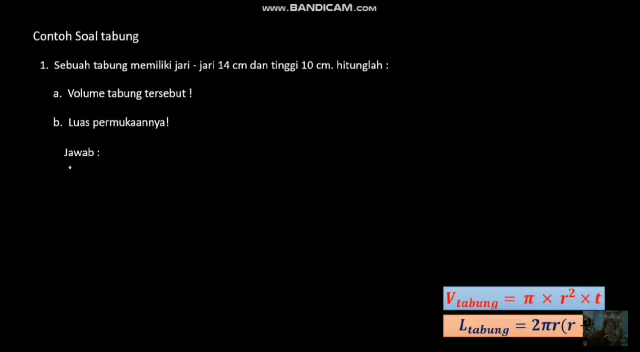 www.BANDICAM.COM
Contoh Soal tabung
1. Sebuah tabung memiliki jari - jari 14 cm dan tinggi 10 cm. hitunglah :
a. Volume tabung tersebut !
b. Luas permukaannya!
Jawab :
V tabung = π × r² × t
L tabung = 2πr(r